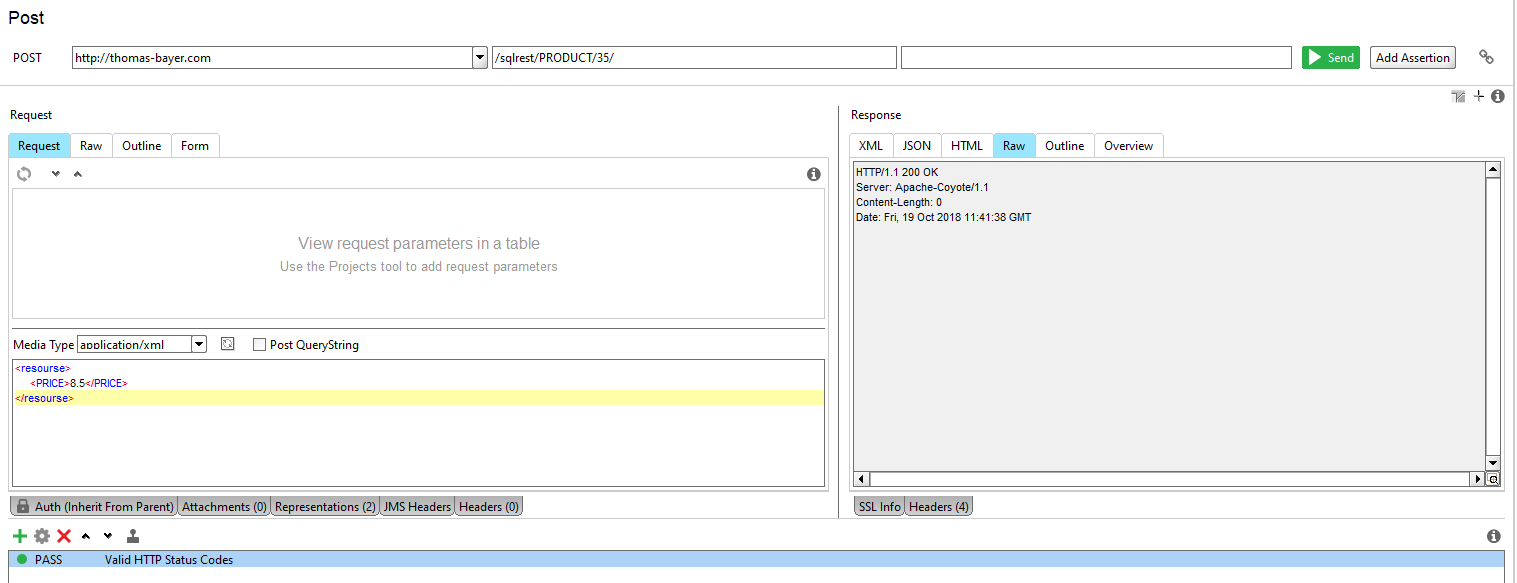 Post
POST http://thomas-bayer.com /sqlrest/PRODUCT/35/ Send Add Assertion
Request
Request Raw Outline Form
View request parameters in a table
Use the Projects tool to add request parameters
Media Type application/xml Post QueryString
<resourse>
<PRICE>8.5</PRICE>
</resourse>
Auth (Inherit From Parent) Attachments (0) Representations (2) JMS Headers Headers (0)
Response
XML JSON HTML Raw Outline Overview
HTTP/1.1 200 OK
Server: Apache-Coyote/1.1
Content-Length: 0
Date: Fri, 19 Oct 2018 11:41:38 GMT
SSL Info Headers (4)
PASS Valid HTTP Status Codes